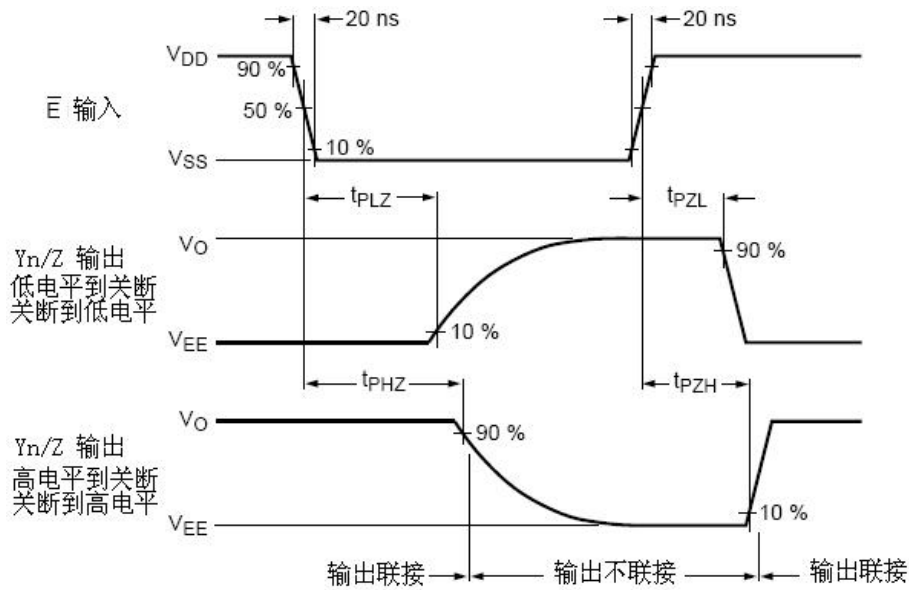 20 ns
20 ns
VDD
90 %
50 %
E̅ 输入
10 %
VSS
tPLZ
tPZL
VO
90 %
Yn/Z 输出
低电平到关断
关断到低电平
10 %
VEE
tPHZ
tPZH
VO
90 %
Yn/Z 输出
高电平到关断
关断到高电平
10 %
VEE
输出联接
输出不联接
输出联接